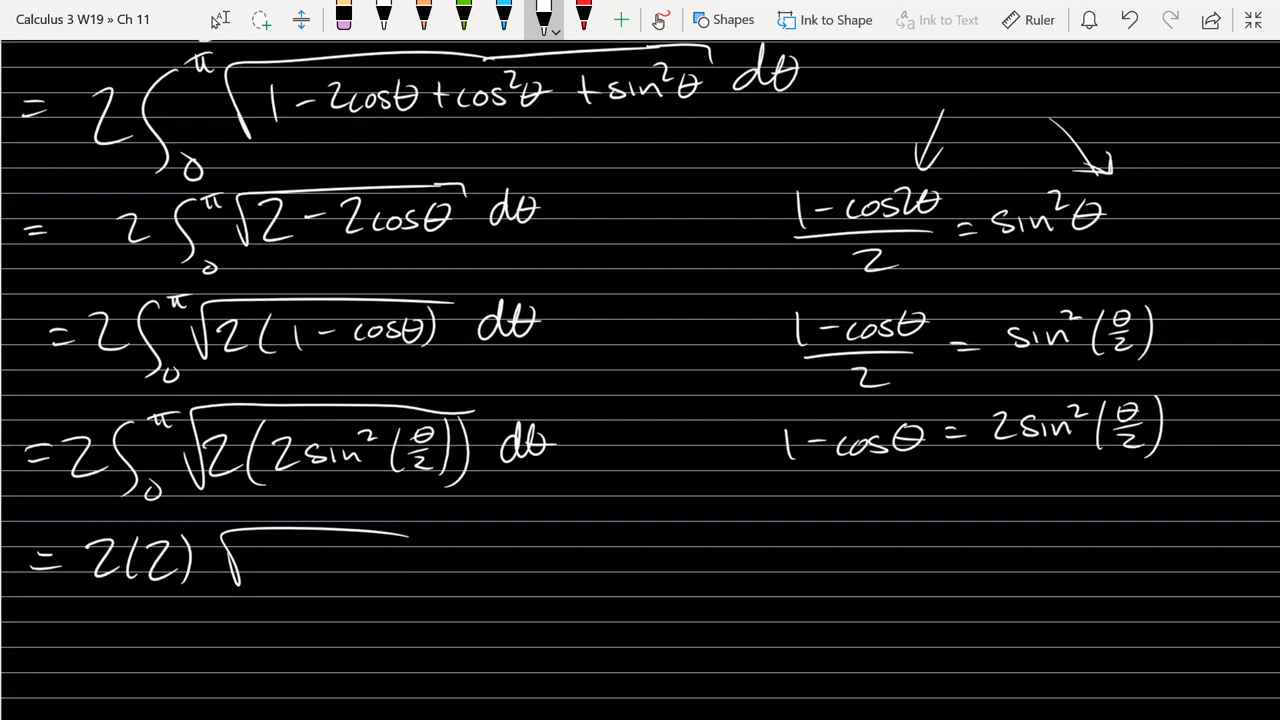 Calculus 3 W19 » Ch 11 Shapes Ink to Shape Ink to Text Ruler
= 2 ∫₀^π √(1 - 2cosθ + cos²θ + sin²θ) dθ
= 2 ∫₀^π √(2 - 2cosθ) dθ
(1 - cos2θ)/2 = sin²θ
= 2 ∫₀^π √(2(1 - cosθ)) dθ
(1 - cosθ)/2 = sin²(θ/2)
= 2 ∫₀^π √(2(2sin²(θ/2))) dθ
1 - cosθ = 2sin²(θ/2)
= 2(2) √